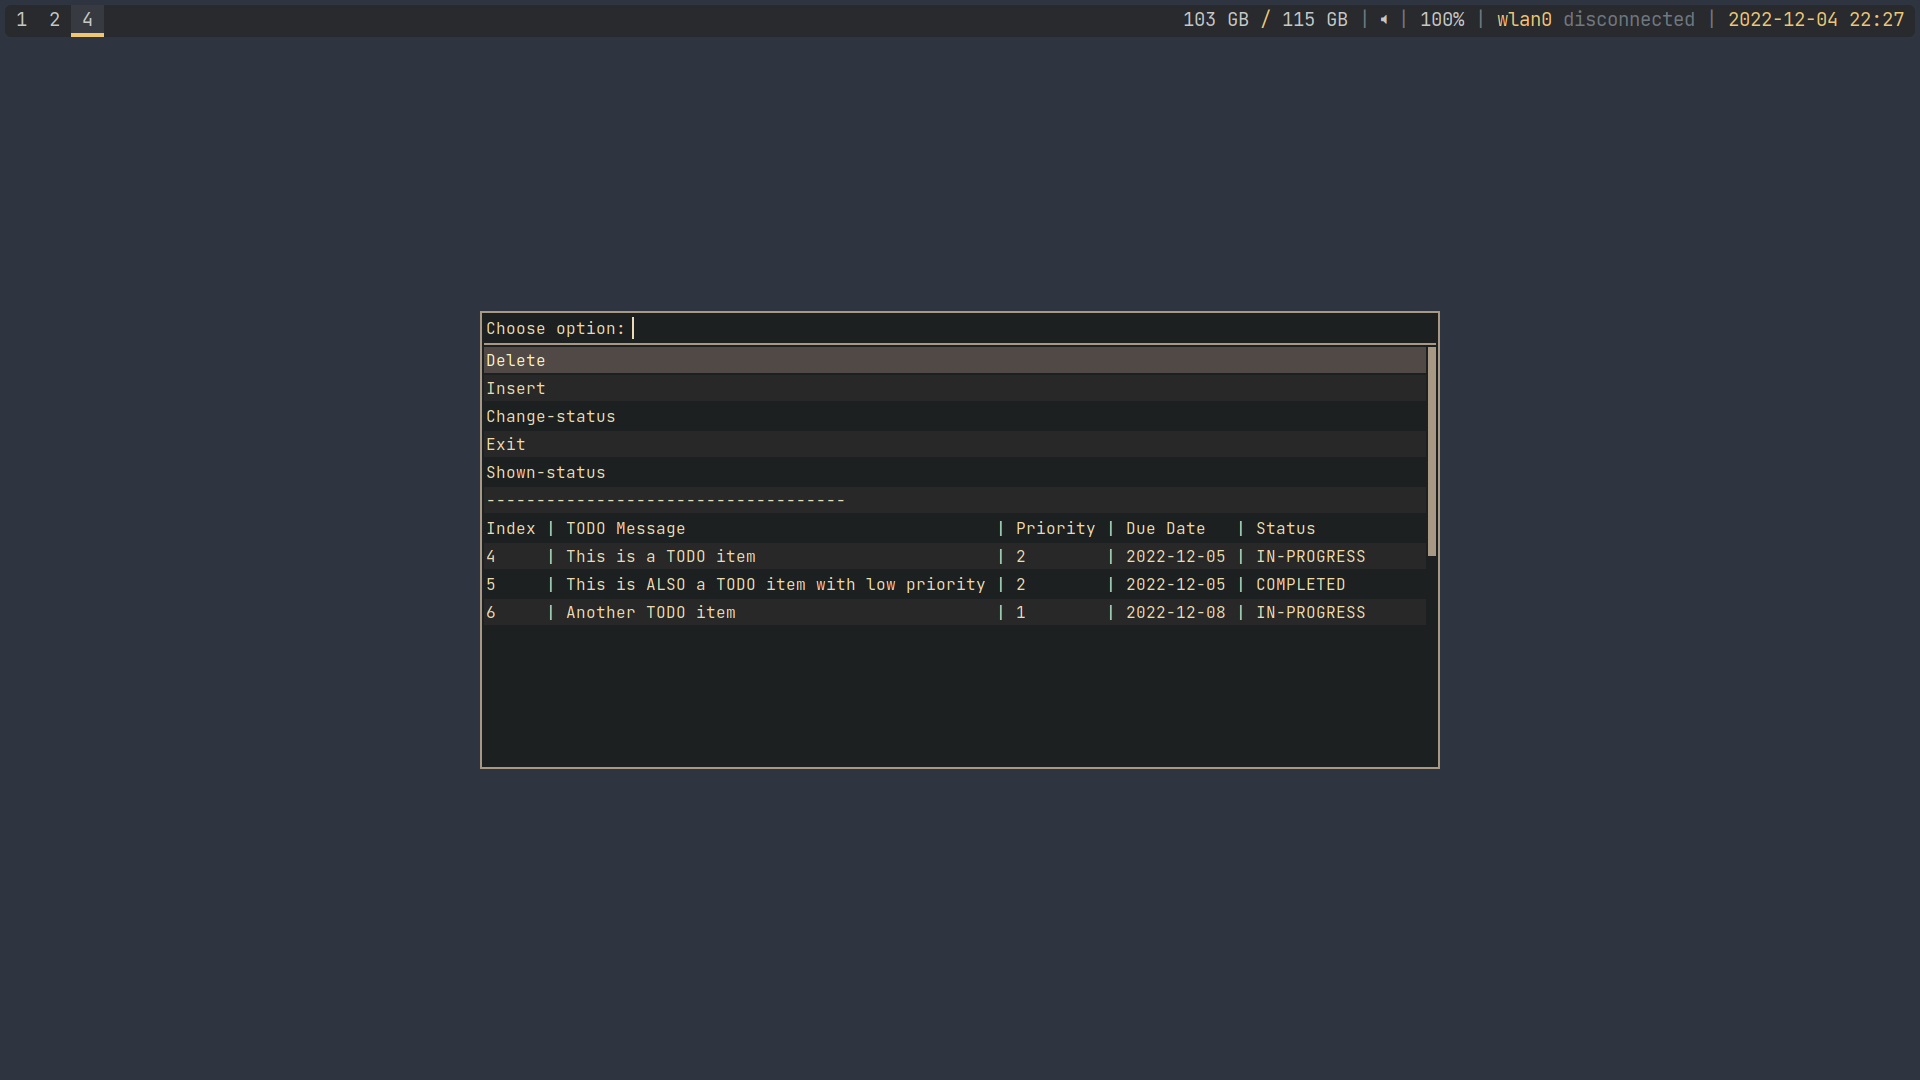 1 2 4 103 GB / 115 GB | | 100% | wlan0 disconnected | 2022-12-04 22:27
Choose option:
Delete
Insert
Change-status
Exit
Shown-status
------------------------------------
Index | TODO Message | Priority | Due Date | Status
4 | This is a TODO item | 2 | 2022-12-05 | IN-PROGRESS
5 | This is ALSO a TODO item with low priority | 2 | 2022-12-05 | COMPLETED
6 | Another TODO item | 1 | 2022-12-08 | IN-PROGRESS